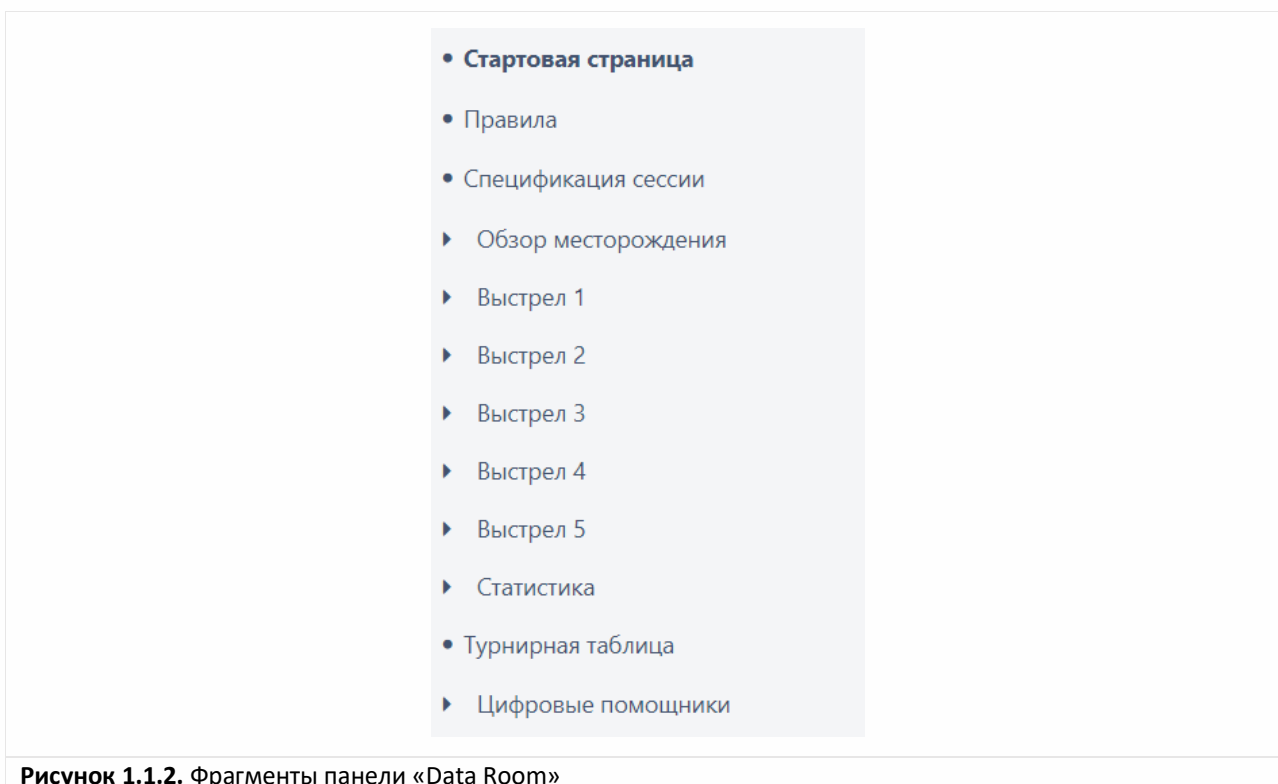 Стартовая страница
Правила
Спецификация сессии
Обзор месторождения
Выстрел 1
Выстрел 2
Выстрел 3
Выстрел 4
Выстрел 5
Статистика
Турнирная таблица
Цифровые помощники
Рисунок 1.1.2. Фрагменты панели «Data Room»